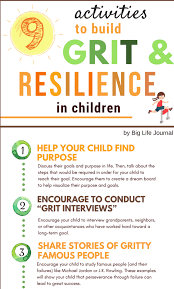 9 activities
to build
GRIT &
RESILIENCE
in children
by Big Life Journal
1 HELP YOUR CHILD FIND
PURPOSE
Discuss their goals and purpose in life. Then, talk about the
steps that would be required in order for your child to
reach their goal. Encourage them to create a dream board
to help visualize their purpose and goals.
2 ENCOURAGE TO CONDUCT
"GRIT INTERVIEWS"
Encourage your child to interview grandparents, neighbors,
or other acquaintances who have worked hard toward a
long-term goal.
3 SHARE STORIES OF GRITTY
FAMOUS PEOPLE
Encourage your child to study famous people (and their
failures) like Michael Jordan or J.K. Rowling. These examples
will show your child that perseverance through failure can
lead to great success.